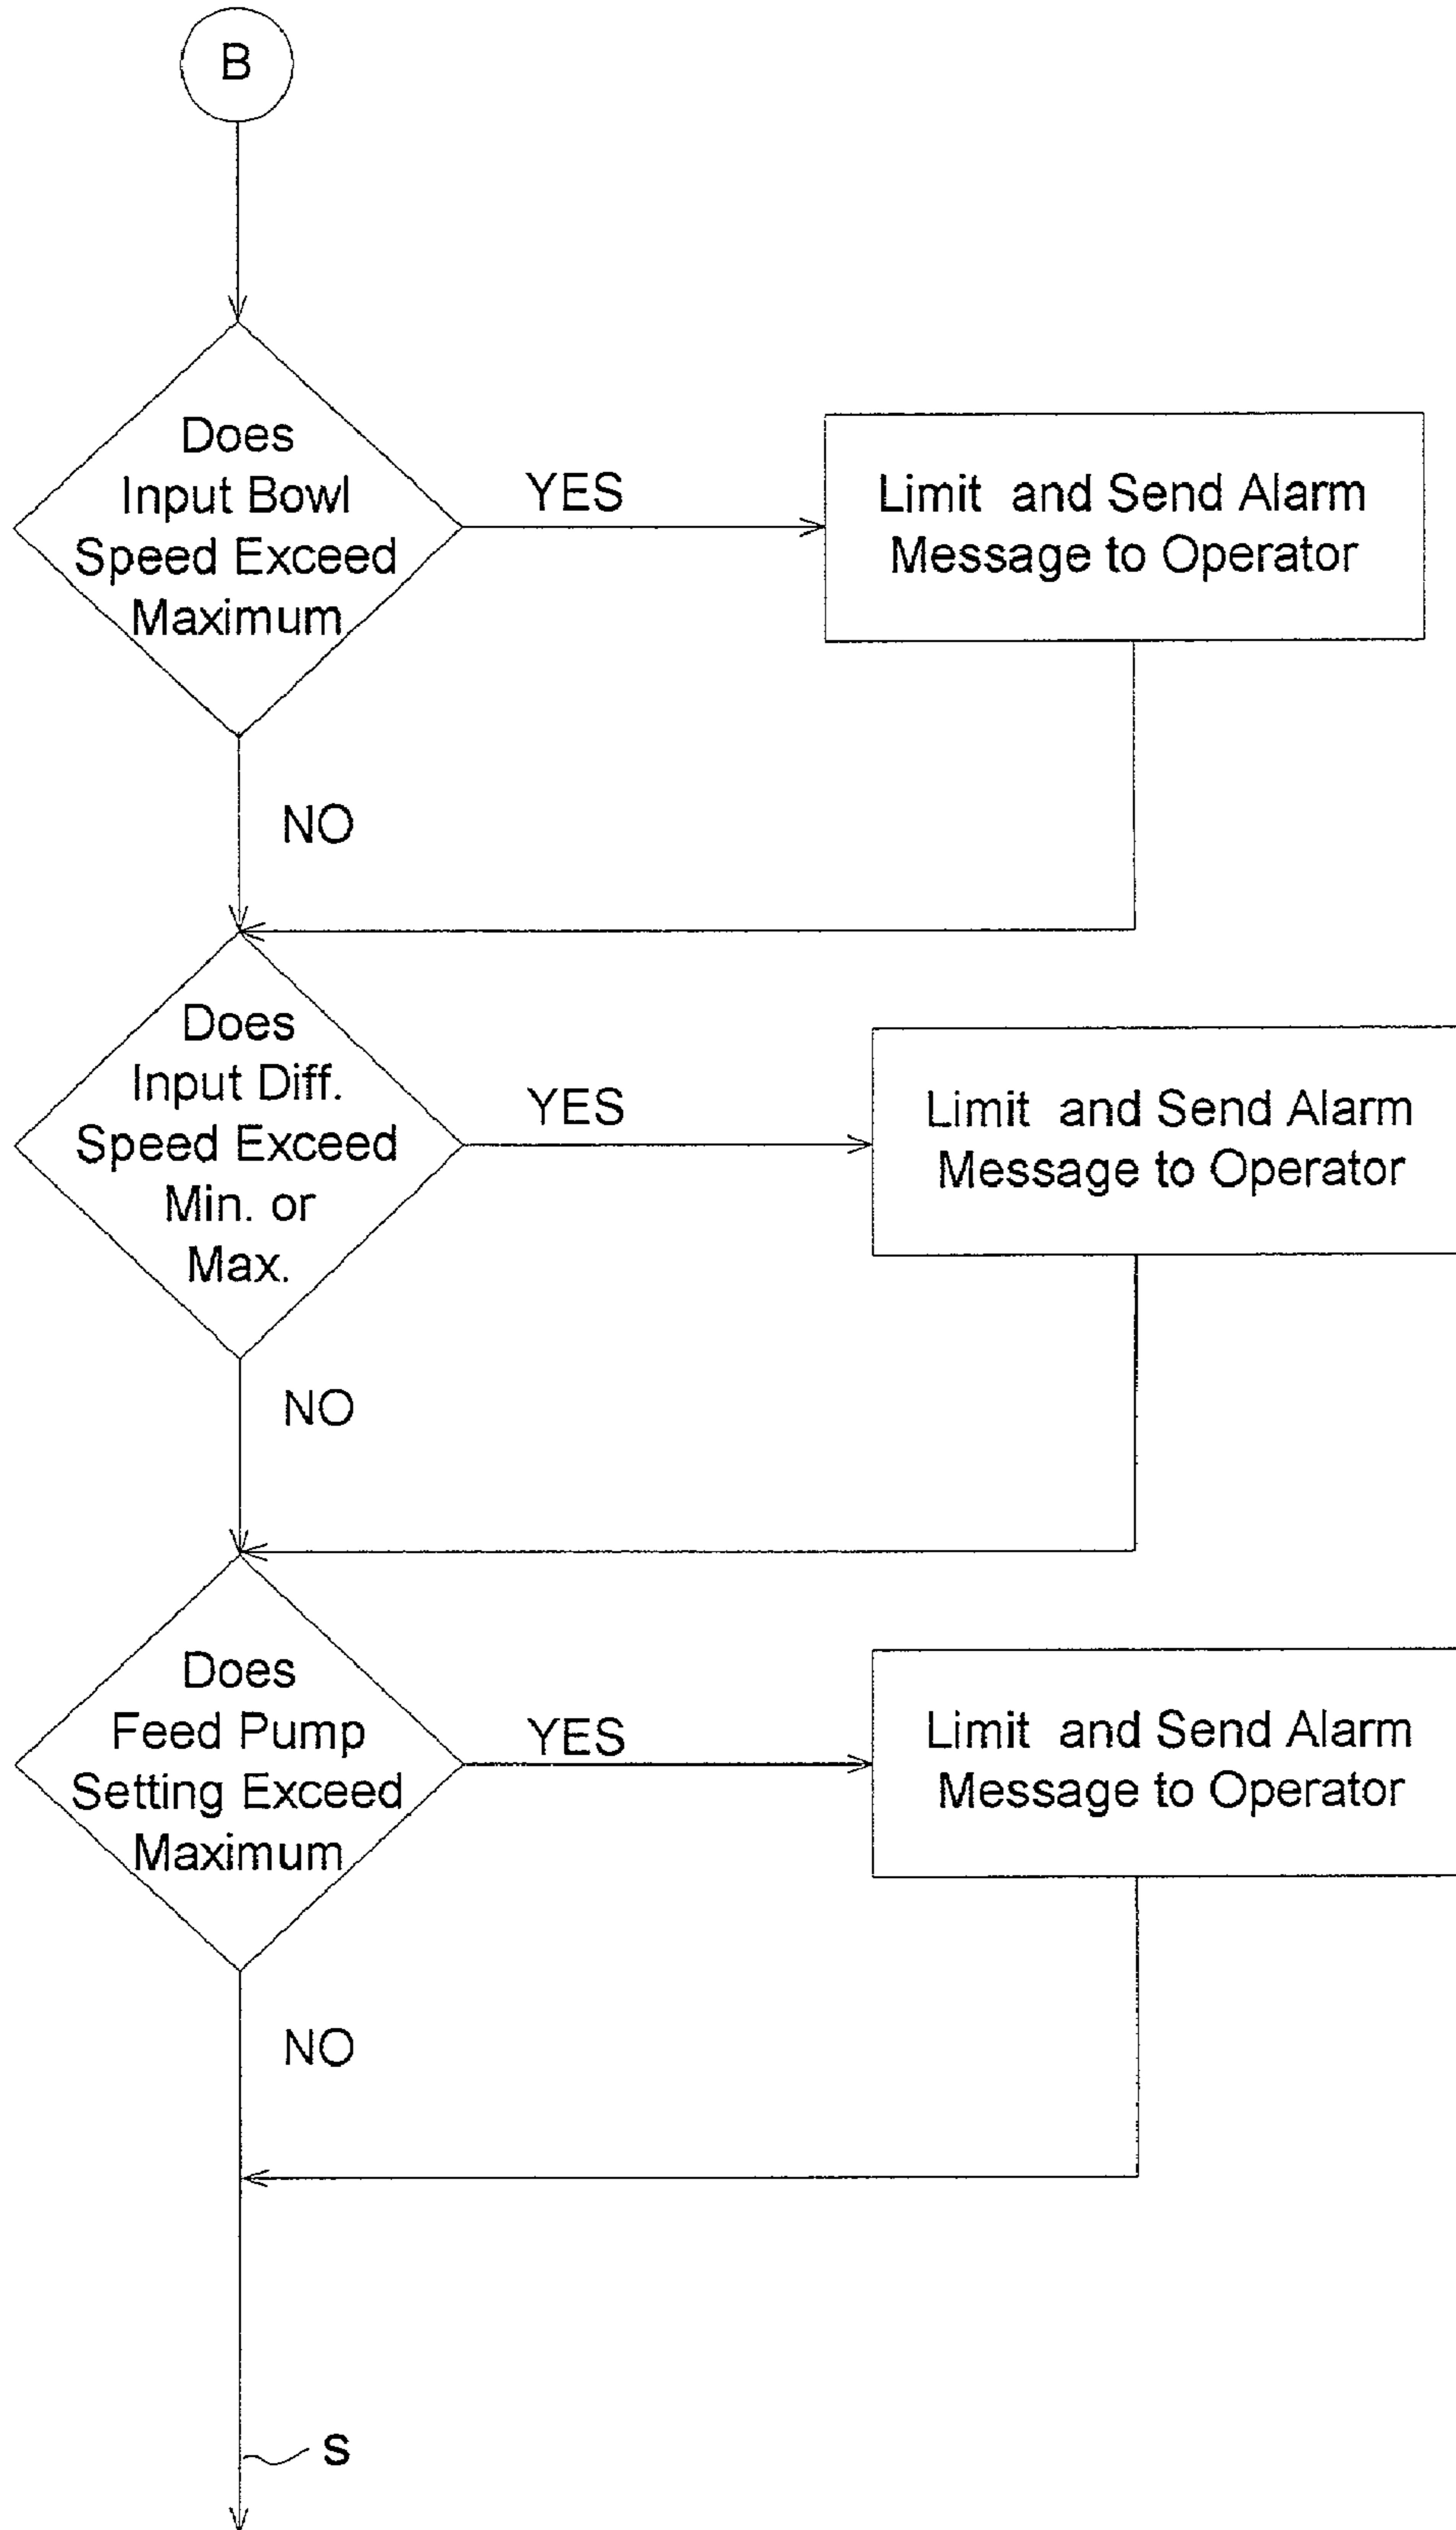 B
Does
Input Bowl
Speed Exceed
Maximum
YES
Limit and Send Alarm
Message to Operator
NO
Does
Input Diff.
Speed Exceed
Min. or
Max.
YES
Limit and Send Alarm
Message to Operator
NO
Does
Feed Pump
Setting Exceed
Maximum
YES
Limit and Send Alarm
Message to Operator
NO
s